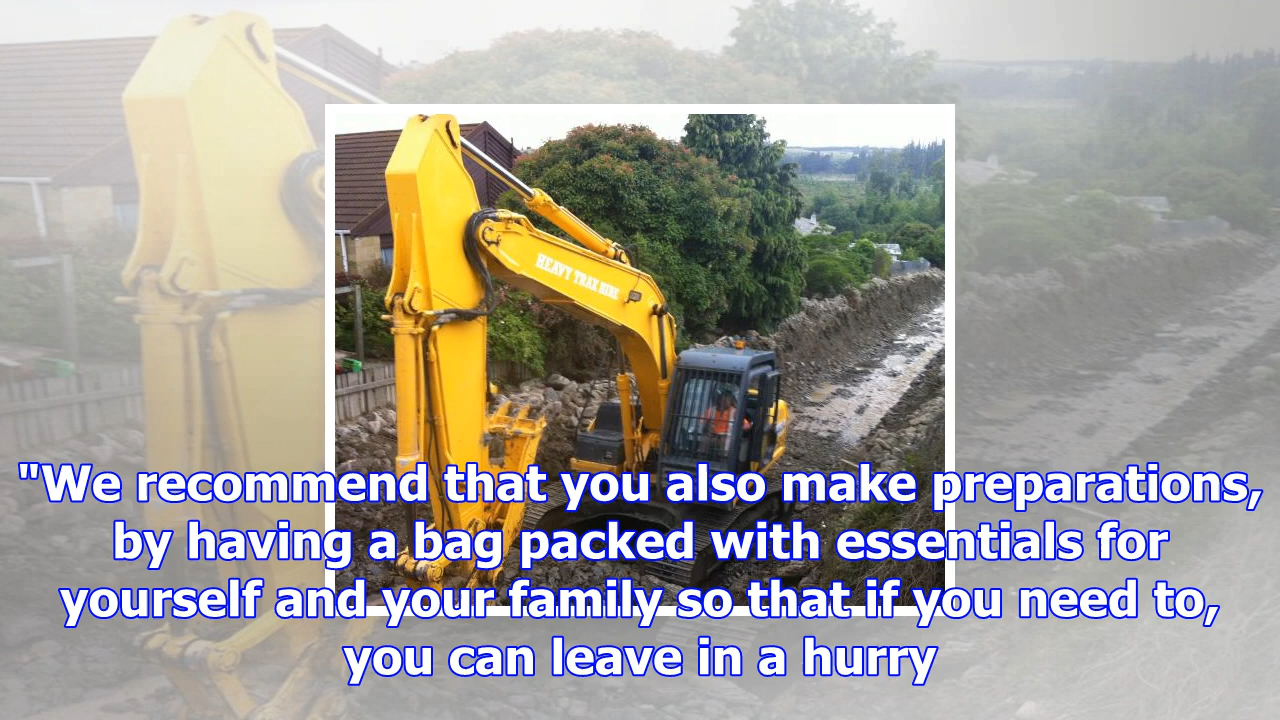 HEAVY TRAX HIRE
"We recommend that you also make preparations,
by having a bag packed with essentials for
yourself and your family so that if you need to,
you can leave in a hurry